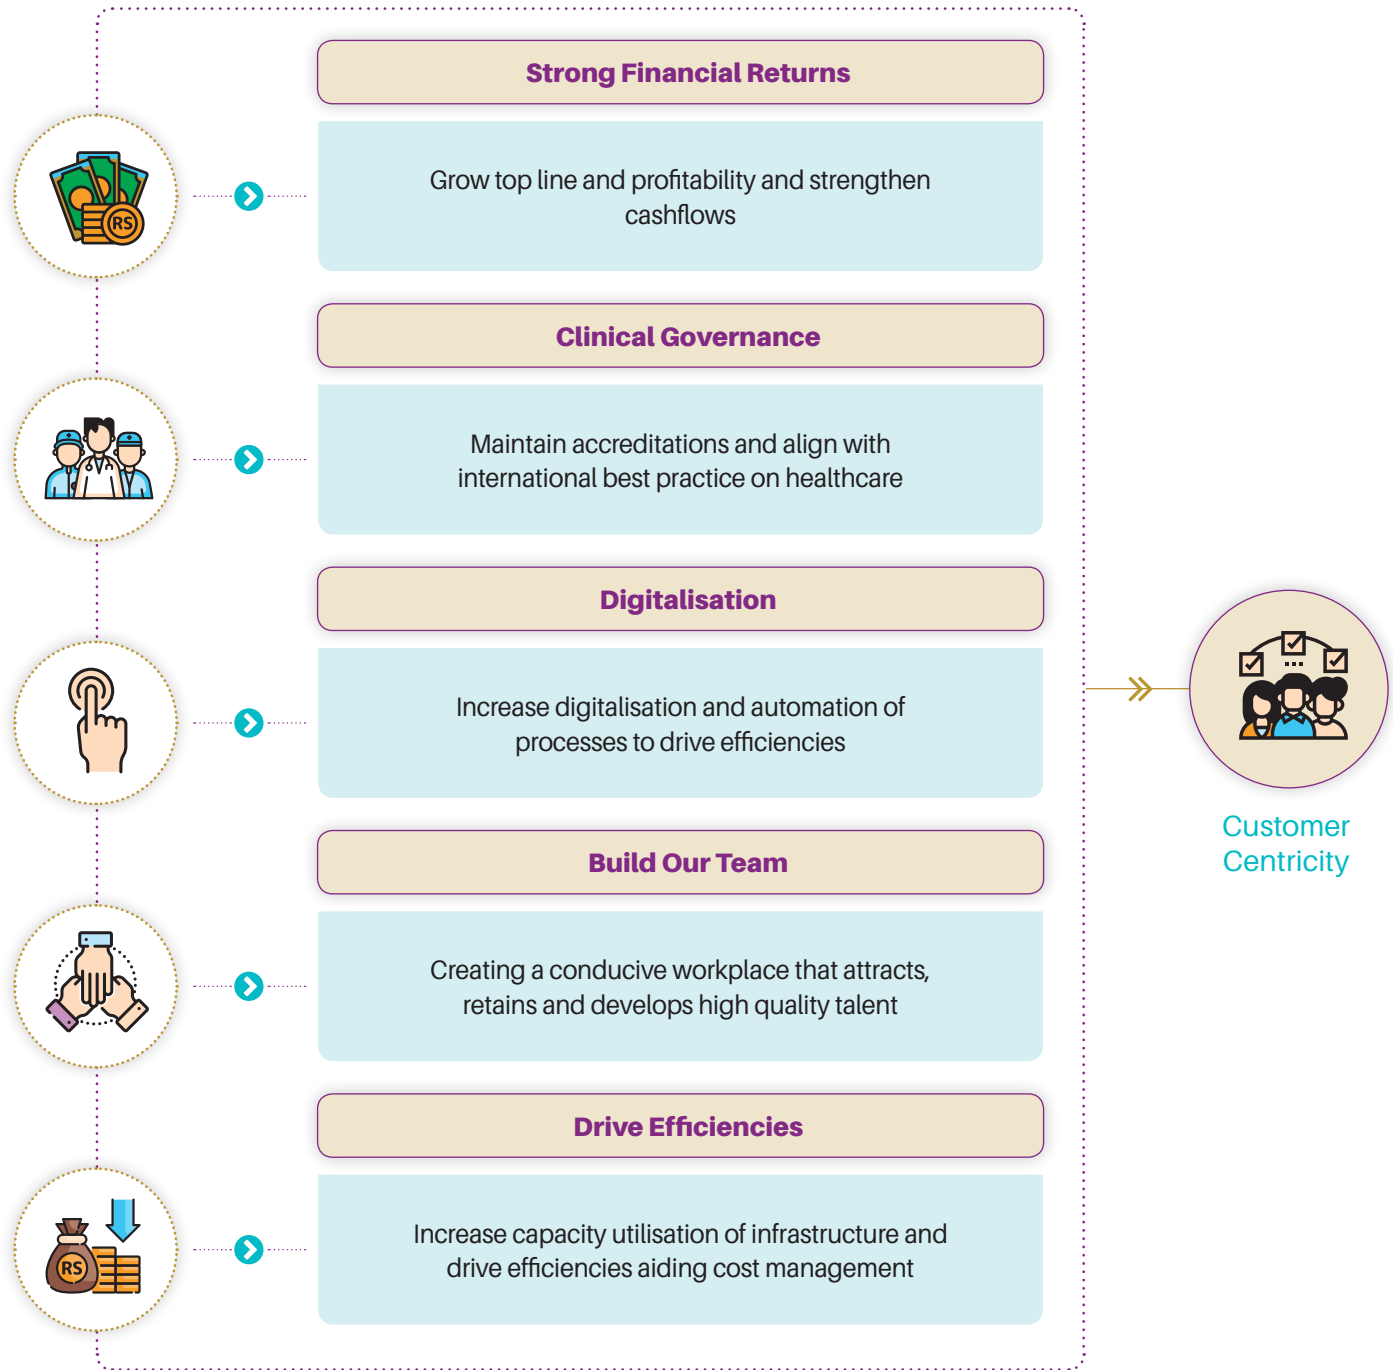 Strong Financial Returns
RS
Grow top line and profitability and strengthen
cashflows
Clinical Governance
Maintain accreditations and align with
international best practice on healthcare
Digitalisation
Increase digitalisation and automation of
processes to drive efficiencies
Build Our Team
Creating a conducive workplace that attracts,
retains and develops high quality talent
Drive Efficiencies
RS
Increase capacity utilisation of infrastructure and
drive efficiencies aiding cost management
Customer
Centricity